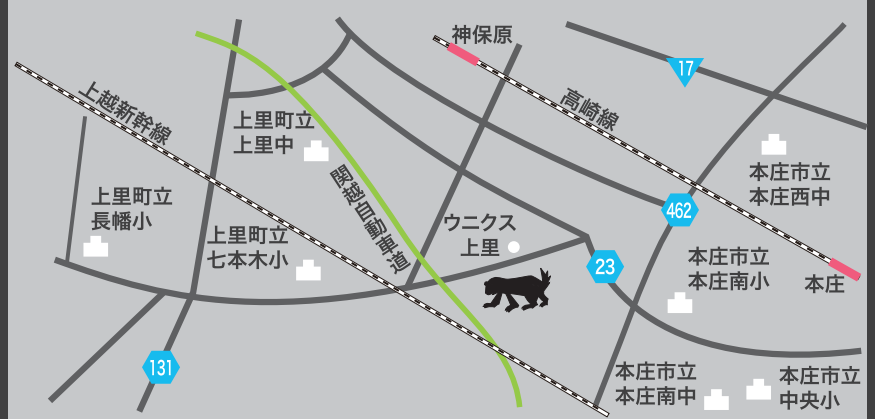 神保原
17
上越新幹線
高崎線
上里町立
上里中
本庄市立
本庄西中
関越自動車道
上里町立
長幡小
462
ウニクス
上里
上里町立
七本木小
23
本庄市立
本庄南小
本庄
131
本庄市立
本庄南中
本庄市立
中央小